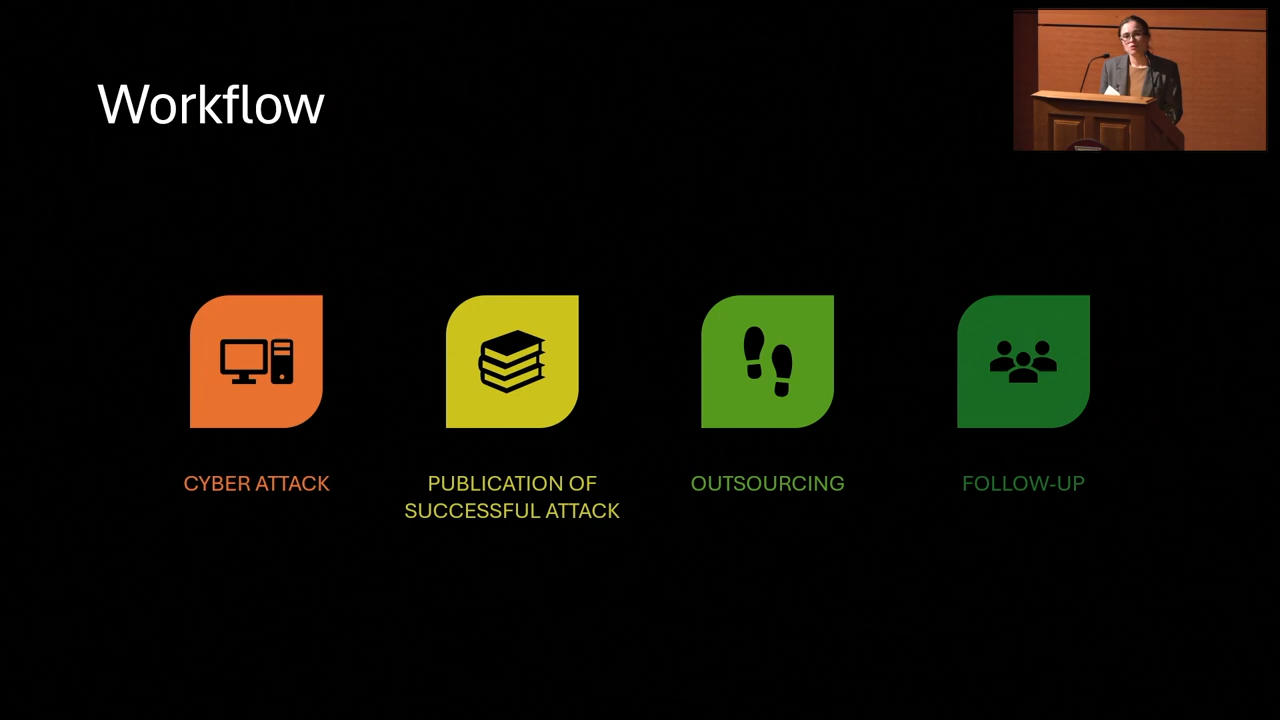 Workflow
CYBER ATTACK
PUBLICATION OF
SUCCESSFUL ATTACK
OUTSOURCING
FOLLOW-UP